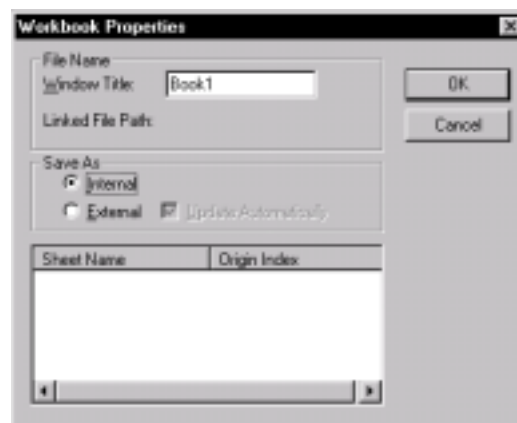 Workbook Properties
File Name
Window Title: Book1
Linked File Path:
OK
Cancel
Save As
Internal
External Update Automatically
Sheet Name Origin Index